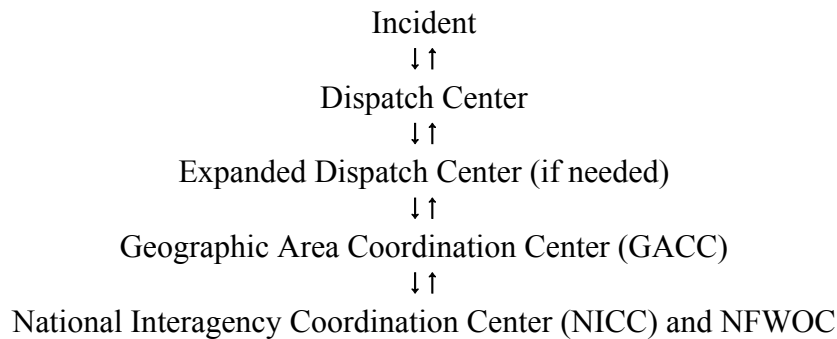 Incident
↓↑
Dispatch Center
↓↑
Expanded Dispatch Center (if needed)
↓↑
Geographic Area Coordination Center (GACC)
↓↑
National Interagency Coordination Center (NICC) and NFWOC